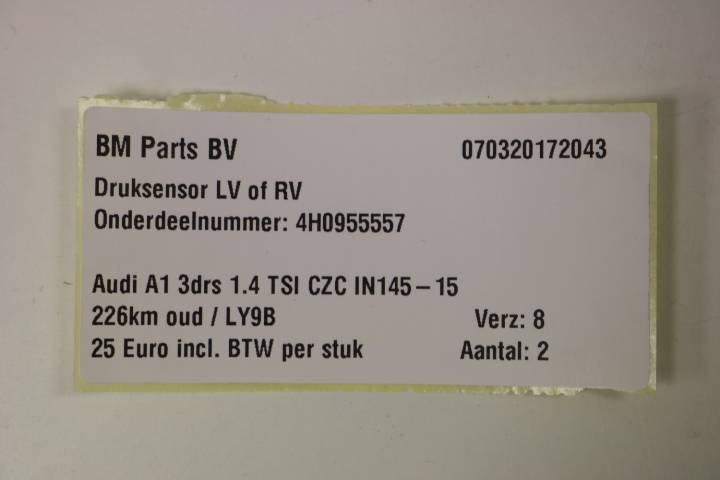 BM Parts BV 070320172043
Druksensor LV of RV
Onderdeelnummer: 4H0955557
Audi A1 3drs 1.4 TSI CZC IN145-15
226km oud / LY9B Verz: 8
25 Euro incl. BTW per stuk Aantal: 2